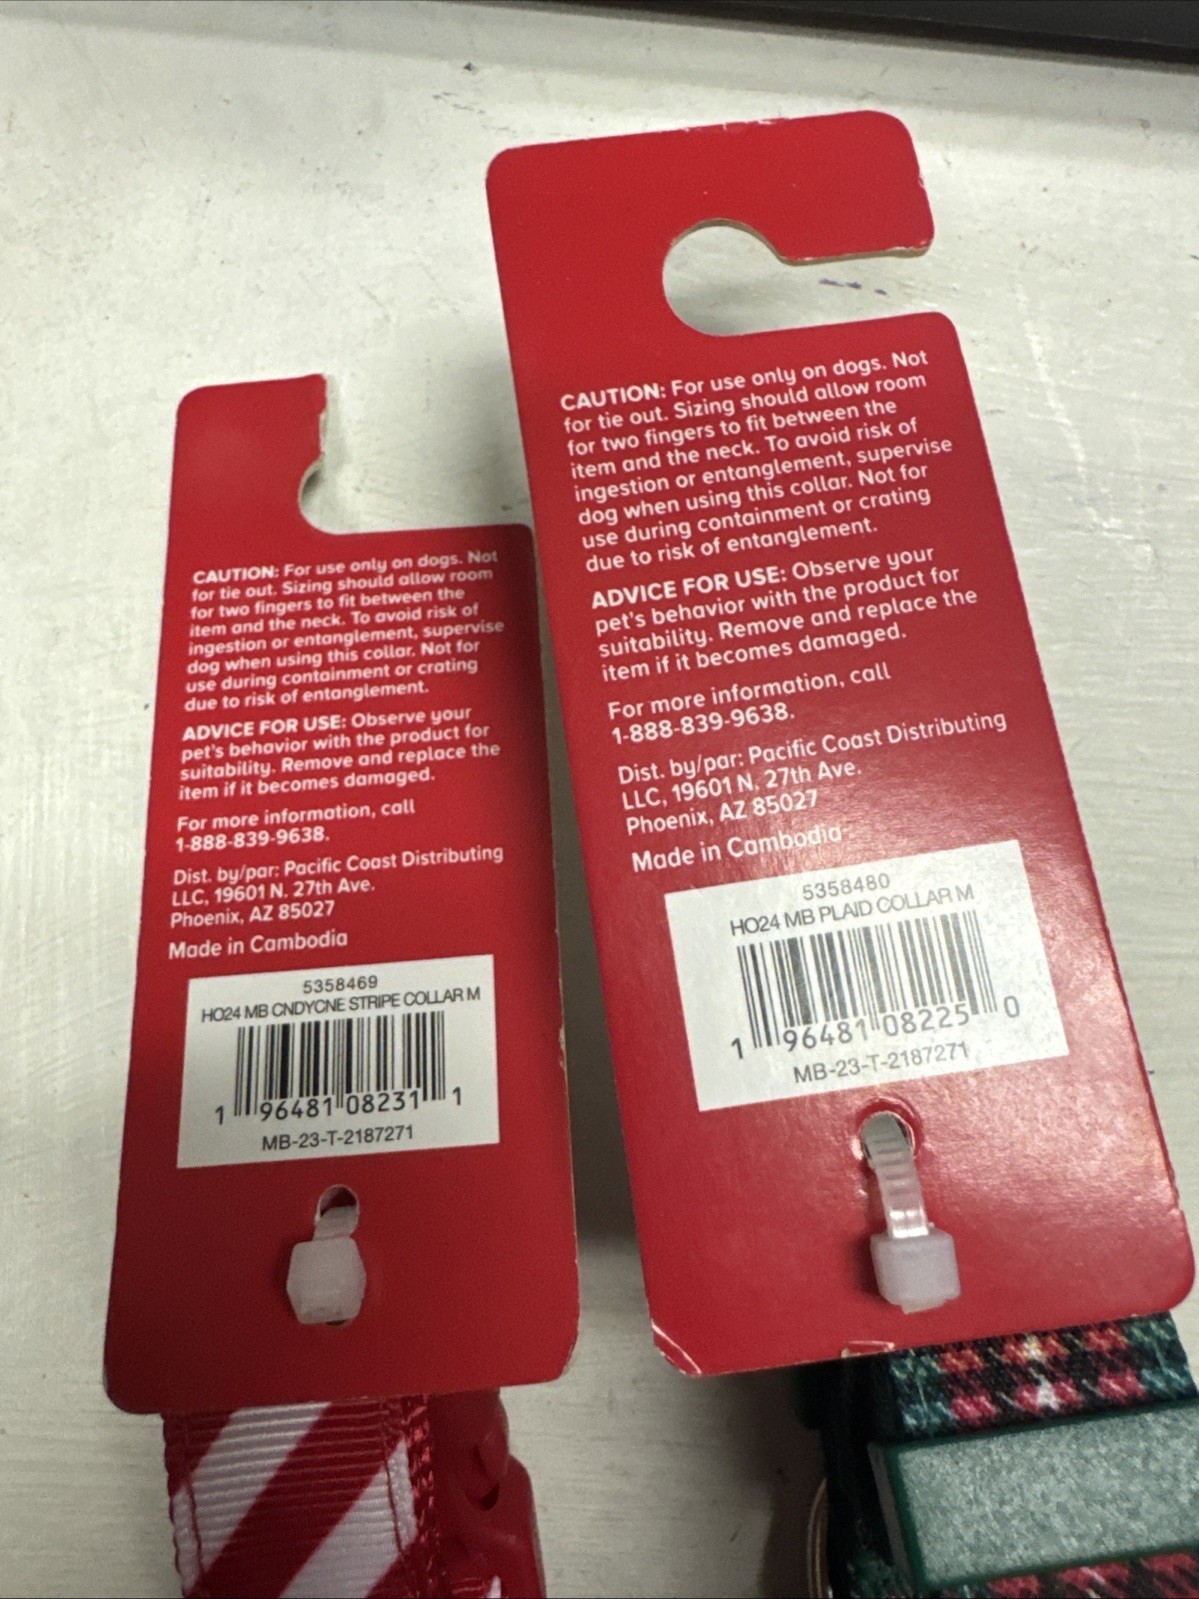 CAUTION: For use only on dogs. Not
for tie out. Sizing should allow room
for two fingers to fit between the
item and the neck. To avoid risk of
ingestion or entanglement, supervise
dog when using this collar. Not for
use during containment or crating
due to risk of entanglement.
ADVICE FOR USE: Observe your
pet's behavior with the product for
suitability. Remove and replace the
item if it becomes damaged.
For more information, call
1-888-839-9638.
Dist. by/par: Pacific Coast Distributing
LLC, 19601 N. 27th Ave.
Phoenix, AZ 85027
Made in Cambodia
5358469
HO24 MB CNDYCNE STRIPE COLLAR M
1 96481 08231 1
MB-23-T-2187271
CAUTION: For use only on dogs. Not
for tie out. Sizing should allow room
for two fingers to fit between the
item and the neck. To avoid risk of
ingestion or entanglement, supervise
dog when using this collar. Not for
use during containment or crating
due to risk of entanglement.
ADVICE FOR USE: Observe your
pet's behavior with the product for
suitability. Remove and replace the
item if it becomes damaged.
For more information, call
1-888-839-9638.
Dist. by/par: Pacific Coast Distributing
LLC, 19601 N. 27th Ave.
Phoenix, AZ 85027
Made in Cambodia
5358480
HO24 MB PLAID COLLAR M
1 96481 08225 0
MB-23-T-2187271